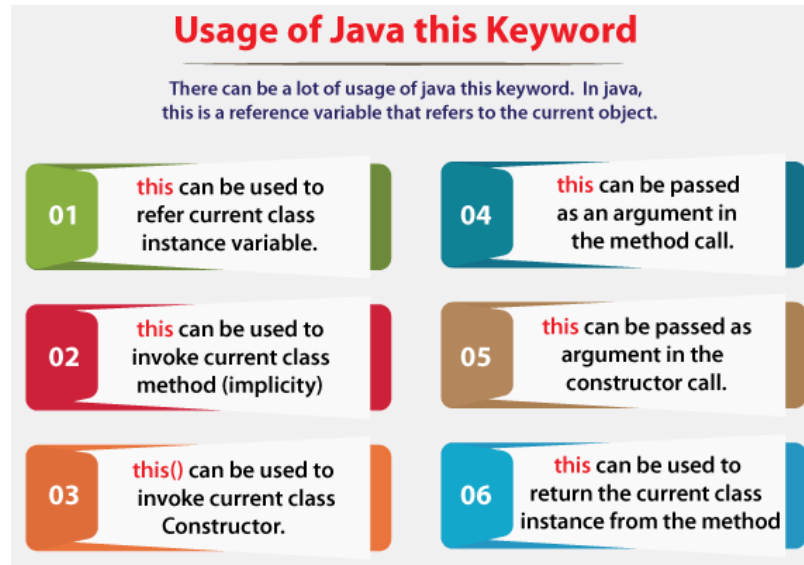 Usage of Java this Keyword
There can be a lot of usage of java this keyword. In java,
this is a reference variable that refers to the current object.
01
this can be used to
refer current class
instance variable.
02
this can be used to
invoke current class
method (implicity)
03
this() can be used to
invoke current class
Constructor.
04
this can be passed
as an argument in
the method call.
05
this can be passed as
argument in the
constructor call.
06
this can be used to
return the current class
instance from the method